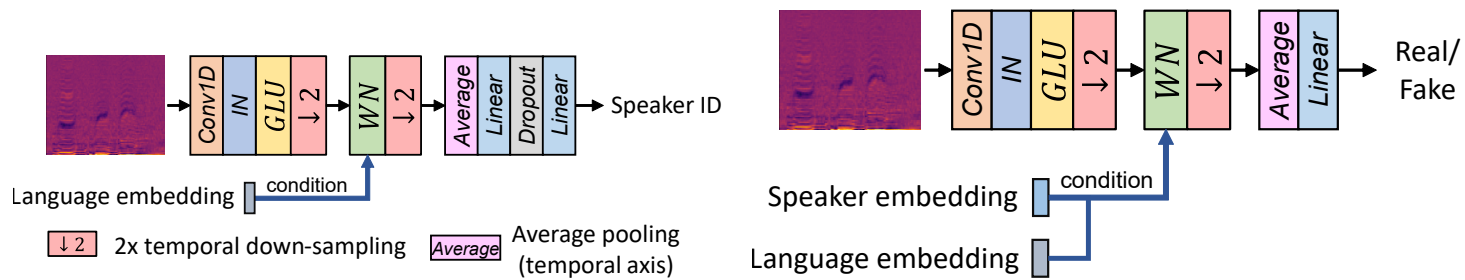 Conv1D
IN
GLU
↓2
WN
↓2
Average
Linear
Dropout
Linear
Speaker ID
Language embedding
condition
↓2
2x temporal down-sampling
Average
Average pooling
(temporal axis)
Conv1D
IN
GLU
↓2
WN
↓2
Average
Linear
Real/
Fake
Speaker embedding
condition
Language embedding